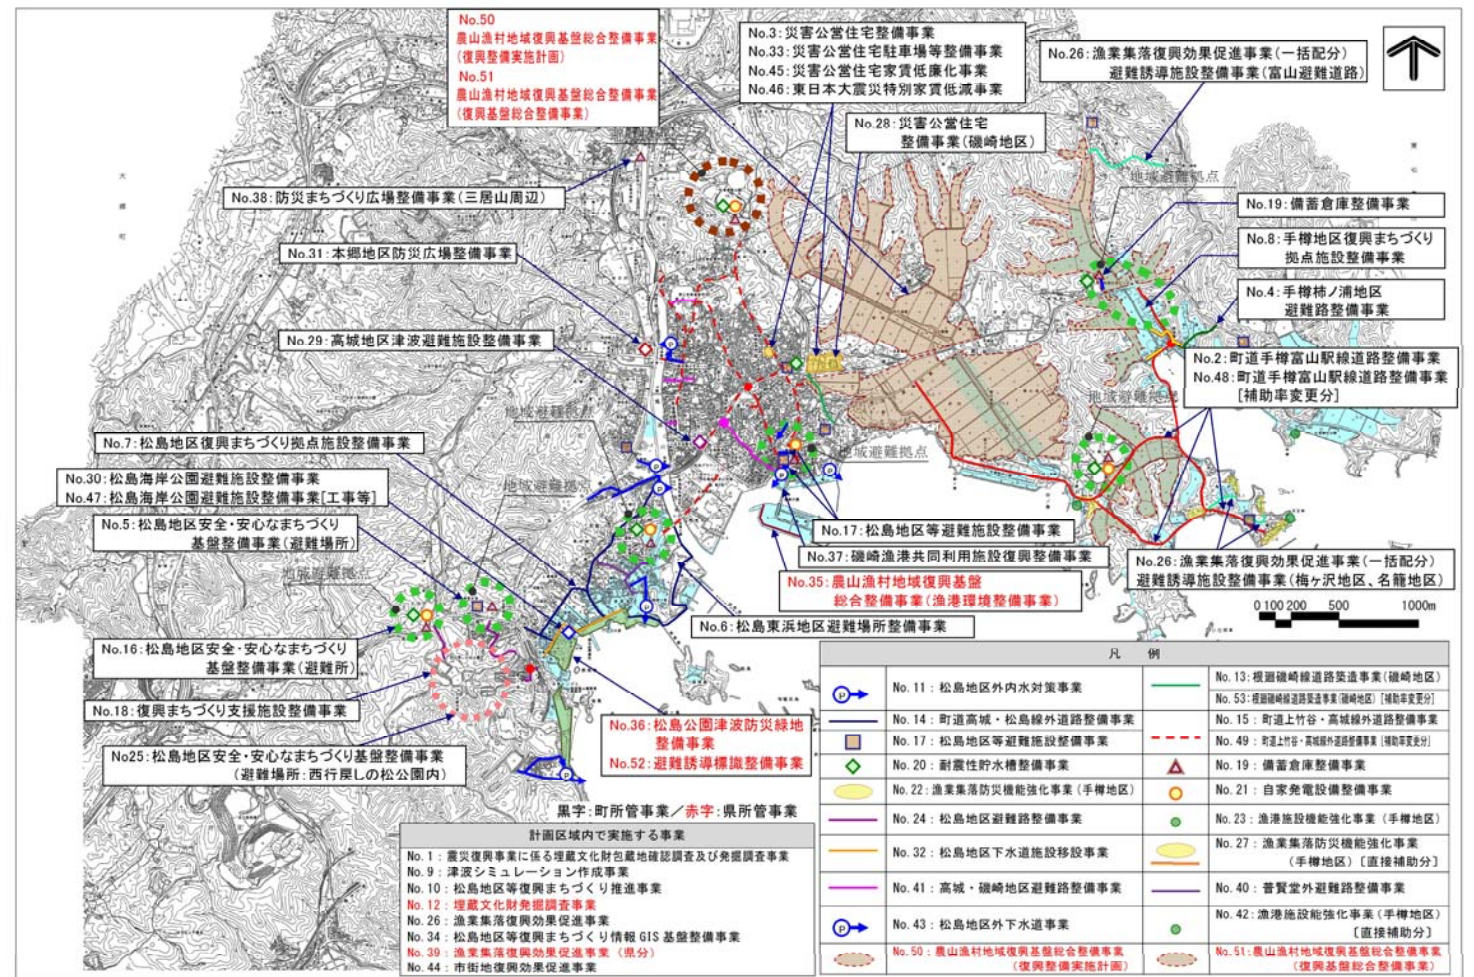 No.50
農山漁村地域復興基盤総合整備事業
(復興整備実施計画)
No.51
農山漁村地域復興基盤総合整備事業
(復興基盤総合整備事業)
No.3:災害公営住宅整備事業
No.33:災害公営住宅駐車場等整備事業
No.45:災害公営住宅家賃低廉化事業
No.46:東日本大震災特別家賃低減事業
No.26:漁業集落復興効果促進事業(一括配分)
避難誘導施設整備事業(富山避難道路)
No.28:災害公営住宅
整備事業(磯崎地区)
大郷町
地域避難拠点
No.38:防災まちづくり広場整備事業(三居山周辺)
No.19:備蓄倉庫整備事業
No.31:本郷地区防災広場整備事業
No.8:手樽地区復興まちづくり
拠点施設整備事業
No.4:手樽柿ノ浦地区
避難路整備事業
No.29:高城地区津波避難施設整備事業
No.2:町道手樽富山駅線道路整備事業
No.48:町道手樽富山駅線道路整備事業
[補助率変更分]
地域避難拠点
地域避難拠点
No.7:松島地区復興まちづくり拠点施設整備事業
地域避難拠点
No.30:松島海岸公園避難施設整備事業
No.47:松島海岸公園避難施設整備事業[工事等]
地域避難拠点
No.5:松島地区安全・安心なまちづくり
基盤整備事業(避難場所)
No.17:松島地区等避難施設整備事業
No.37:磯崎漁港共同利用施設復興整備事業
No.26:漁業集落復興効果促進事業(一括配分)
避難誘導施設整備事業(梅ヶ沢地区、名籠地区)
地域避難拠点
No.35:農山漁村地域復興基盤
総合整備事業(漁港環境整備事業)
0 100 200 500 1000m
No.6:松島東浜地区避難場所整備事業
No.16:松島地区安全・安心なまちづくり
基盤整備事業(避難所)
No.18:復興まちづくり支援施設整備事業
No.36:松島公園津波防災緑地
整備事業
No.52:避難誘導標識整備事業
No25:松島地区安全・安心なまちづくり基盤整備事業
(避難場所:西行戻しの松公園内)
黒字:町所管事業/赤字:県所管事業
計画区域内で実施する事業
No.1:震災復興事業に係る埋蔵文化財包蔵地確認調査及び発掘調査事業
No.9:津波シミュレーション作成事業
No.10:松島地区等復興まちづくり推進事業
No.12:埋蔵文化財発掘調査事業
No.26:漁業集落復興効果促進事業
No.34:松島地区等復興まちづくり情報GIS基盤整備事業
No.39:漁業集落復興効果促進事業(県分)
No.44:市街地復興効果促進事業
凡 例
P No.11:松島地区外内水対策事業
No.13:根廻磯崎線道路築造事業(磯崎地区)
No.53:根廻磯崎線道路築造事業(磯崎地区)[補助率変更分]
No.14:町道高城・松島線外道路整備事業
No.15:町道上竹谷・高城線外道路整備事業
No.17:松島地区等避難施設整備事業
No.49:町道上竹谷・高城線外道路整備事業[補助率変更分]
No.20:耐震性貯水槽整備事業
No.19:備蓄倉庫整備事業
No.22:漁業集落防災機能強化事業(手樽地区)
No.21:自家発電設備整備事業
No.24:松島地区避難路整備事業
No.23:漁港施設機能強化事業(手樽地区)
No.32:松島地区下水道施設移設事業
No.27:漁業集落防災機能強化事業
(手樽地区)[直接補助分]
No.41:高城・磯崎地区避難路整備事業
No.40:普賢堂外避難路整備事業
P No.43:松島地区外下水道事業
No.42:漁港施設能強化事業(手樽地区)
[直接補助分]
No.50:農山漁村地域復興基盤総合整備事業
(復興整備実施計画)
No.51:農山漁村地域復興基盤総合整備事業
(復興基盤総合整備事業)